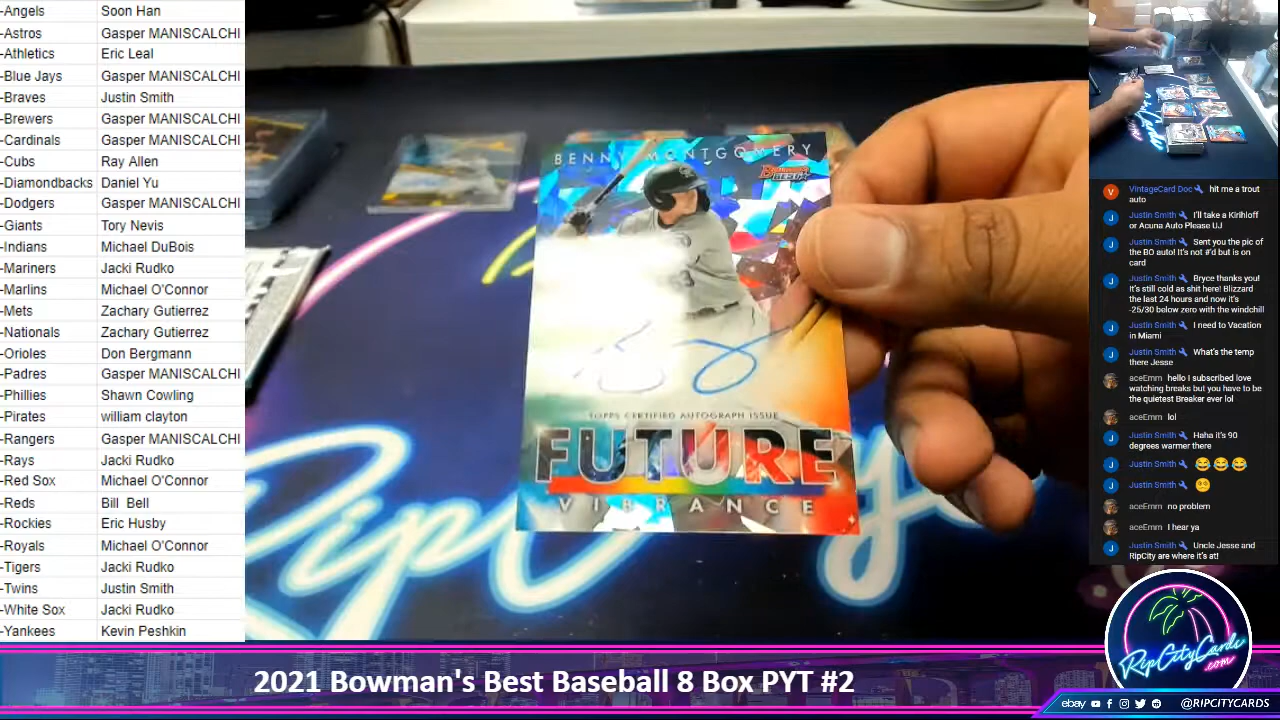 -Angels Soon Han
-Astros Gasper MANISCALCHI
-Athletics Eric Leal
-Blue Jays Gasper MANISCALCHI
-Braves Justin Smith
-Brewers Gasper MANISCALCHI
-Cardinals Gasper MANISCALCHI
-Cubs Ray Allen
-Diamondbacks Daniel Yu
-Dodgers Gasper MANISCALCHI
-Giants Tory Nevis
-Indians Michael DuBois
-Mariners Jacki Rudko
-Marlins Michael O'Connor
-Mets Zachary Gutierrez
-Nationals Zachary Gutierrez
-Orioles Don Bergmann
-Padres Gasper MANISCALCHI
-Phillies Shawn Cowling
-Pirates william clayton
-Rangers Gasper MANISCALCHI
-Rays Jacki Rudko
-Red Sox Michael O'Connor
-Reds Bill Bell
-Rockies Eric Husby
-Royals Michael O'Connor
-Tigers Jacki Rudko
-Twins Justin Smith
-White Sox Jacki Rudko
-Yankees Kevin Peshkin
BENNY MONTGOMERY
Bowman's
BEST
TOPPS CERTIFIED AUTOGRAPH ISSUE
FUTURE
VIBRANCE
V VintageCard Doc hit me a trout
auto
J Justin Smith I'll take a Kirihloff
or Acuna Auto Please UJ
J Justin Smith Sent you the pic of
the BO auto! It's not #'d but is on
card
J Justin Smith Bryce thanks you!
It's still cold as shit here! Blizzard
the last 24 hours and now it's
-25/30 below zero with the windchill
J Justin Smith I need to Vacation
in Miami
J Justin Smith What's the temp
there Jesse
aceEmm hello I subscribed love
watching breaks but you have to be
the quietest Breaker ever lol
aceEmm lol
J Justin Smith Haha it's 90
degrees warmer there
J Justin Smith 😂😂😂
J Justin Smith
aceEmm no problem
aceEmm I hear ya
J Justin Smith Uncle Jesse and
RipCity are where it's at!
RipCityCards
.com
2021 Bowman's Best Baseball 8 Box PYT #2
ebay @RIPCITYCARDS